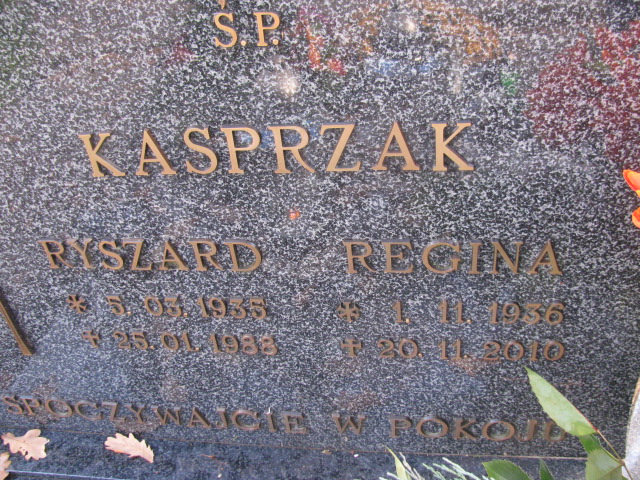 Ś.P.
KASPRZAK
RYSZARD REGINA
* 5. 03. 1935 * 1. 11. 1936
+ 25.01.1988 + 20. 11. 2010
SPOCZYWAJCIE W POKOJU